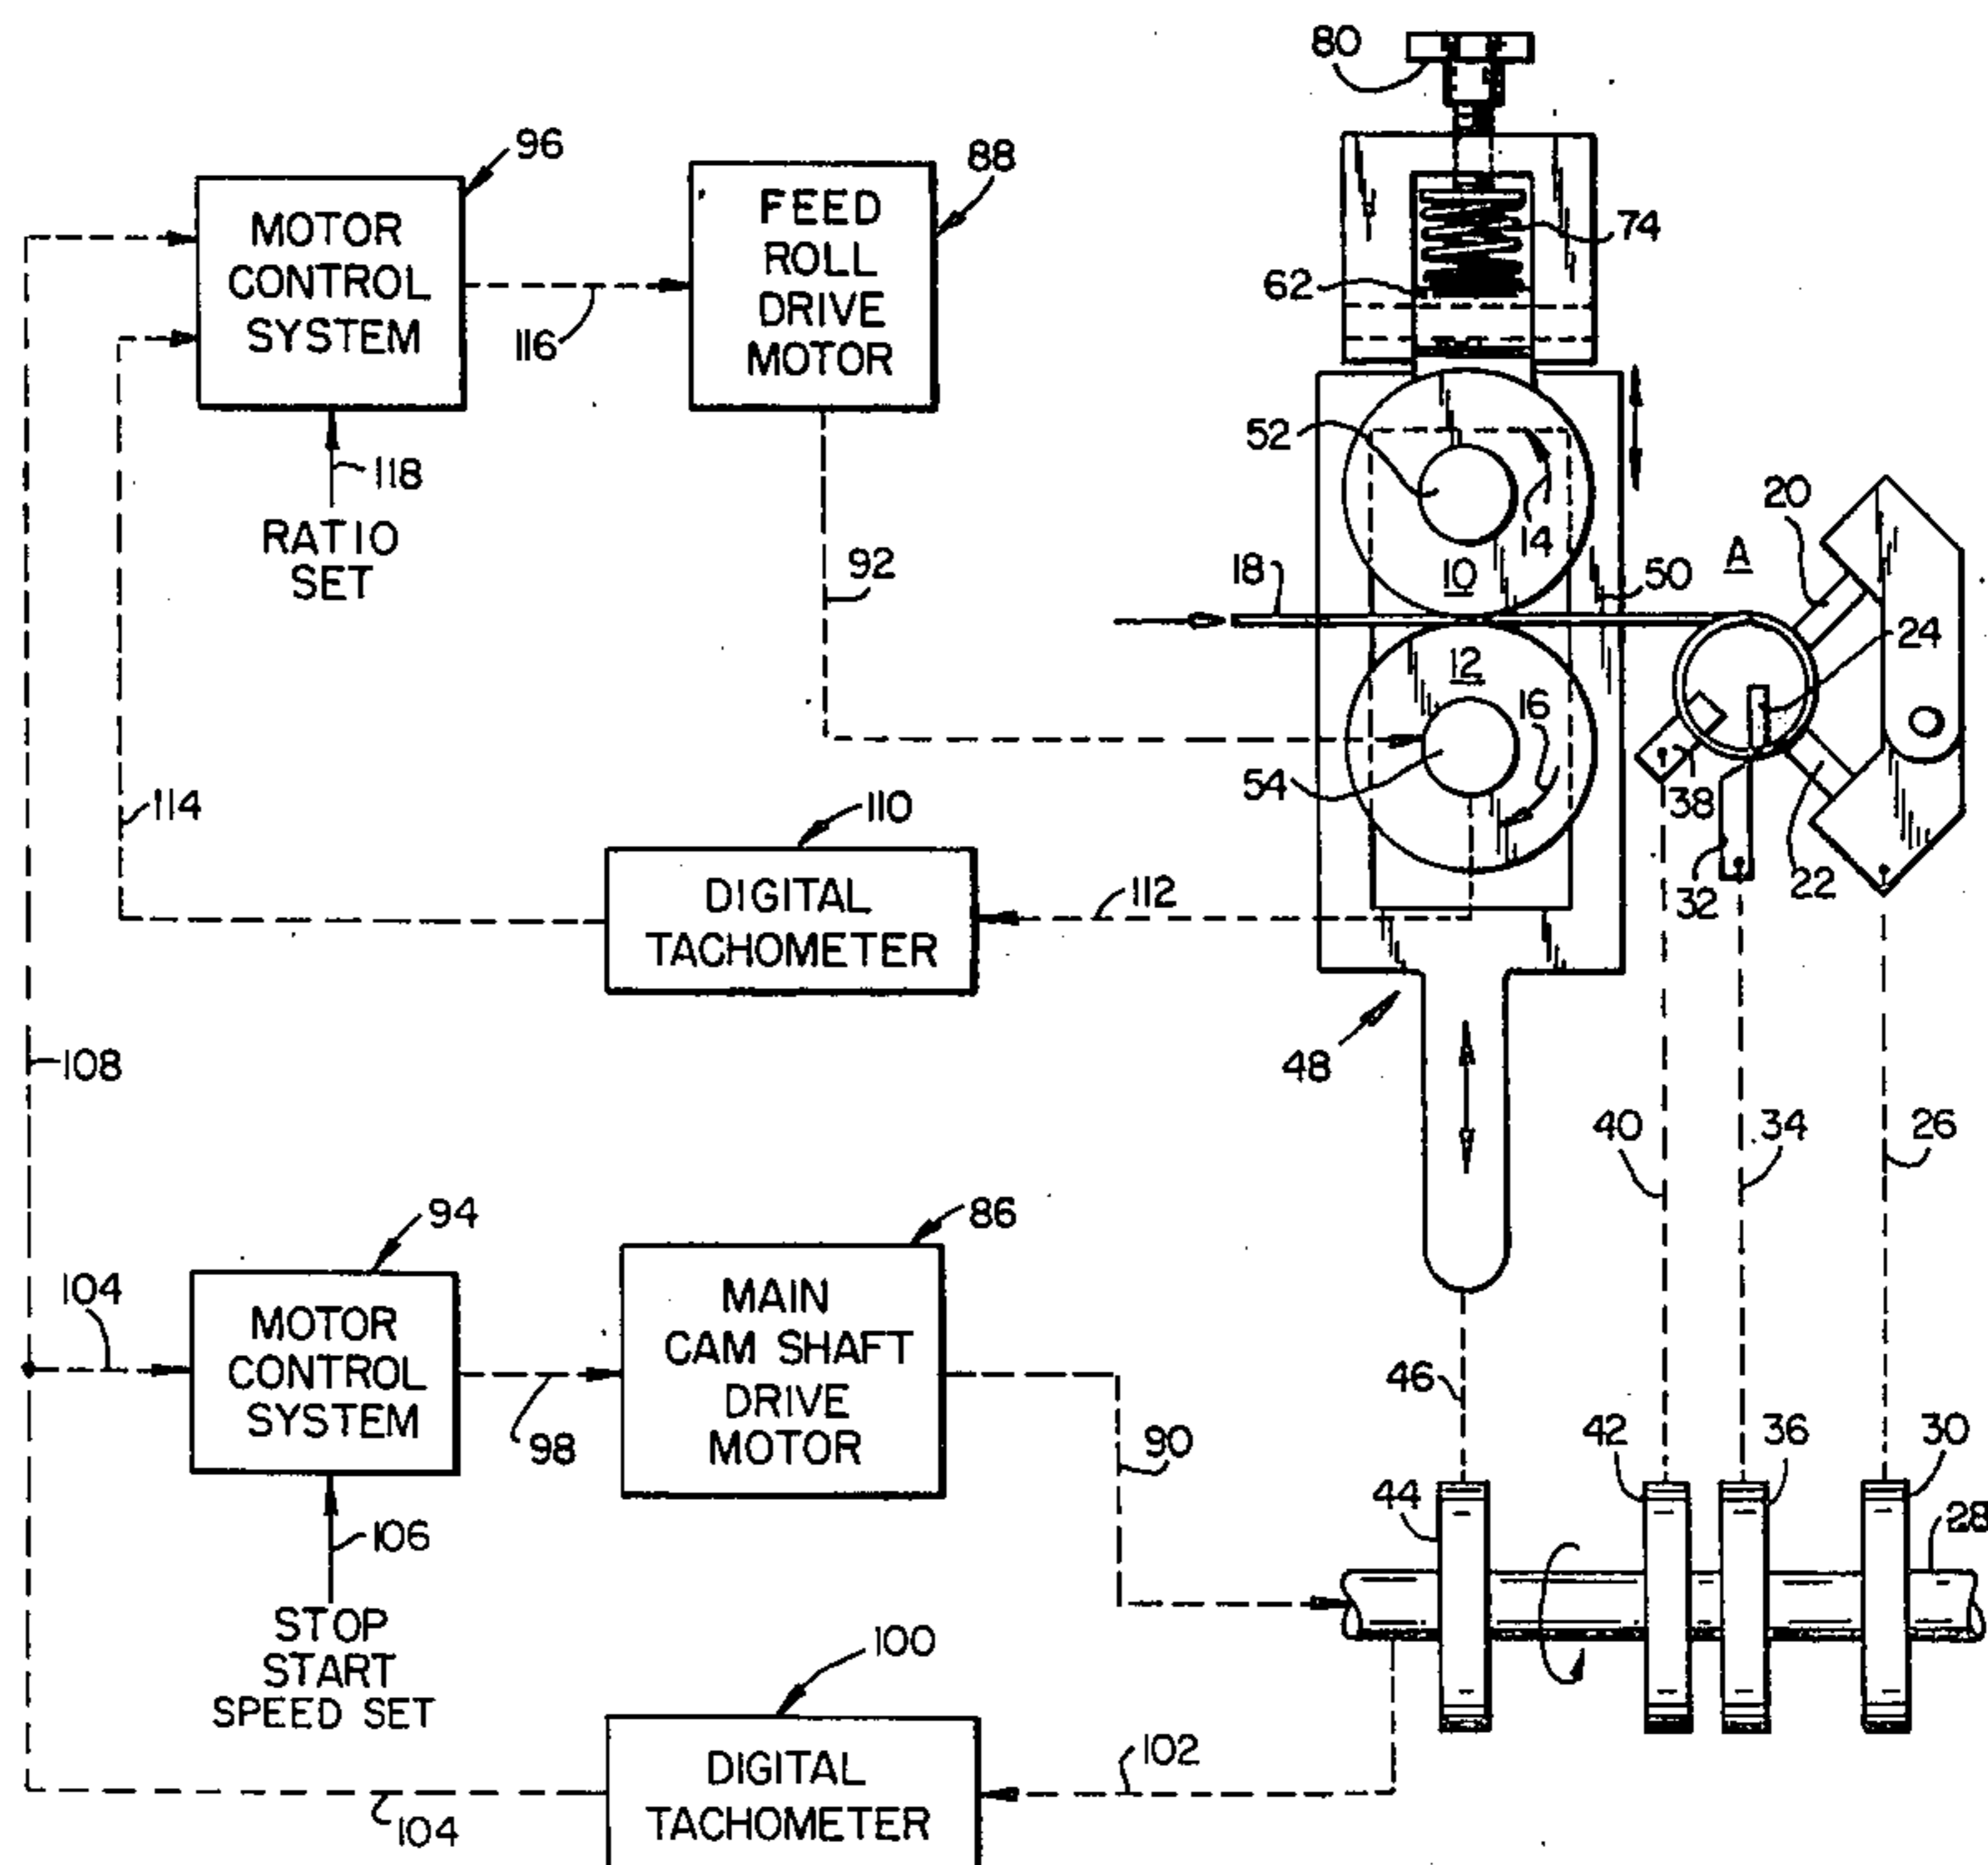 80
96
88
MOTOR
CONTROL
SYSTEM
FEED
ROLL
DRIVE
MOTOR
74
62
116
118
RATIO
SET
52
14
20
A
92
18
10
50
24
12
16
54
38
114
110
32
22
DIGITAL
TACHOMETER
112
108
48
40
34
26
94
86
104
MOTOR
CONTROL
SYSTEM
MAIN
CAM SHAFT
DRIVE
MOTOR
46
98
90
42
36
30
44
28
106
STOP
START
SPEED SET
100
DIGITAL
TACHOMETER
102
104